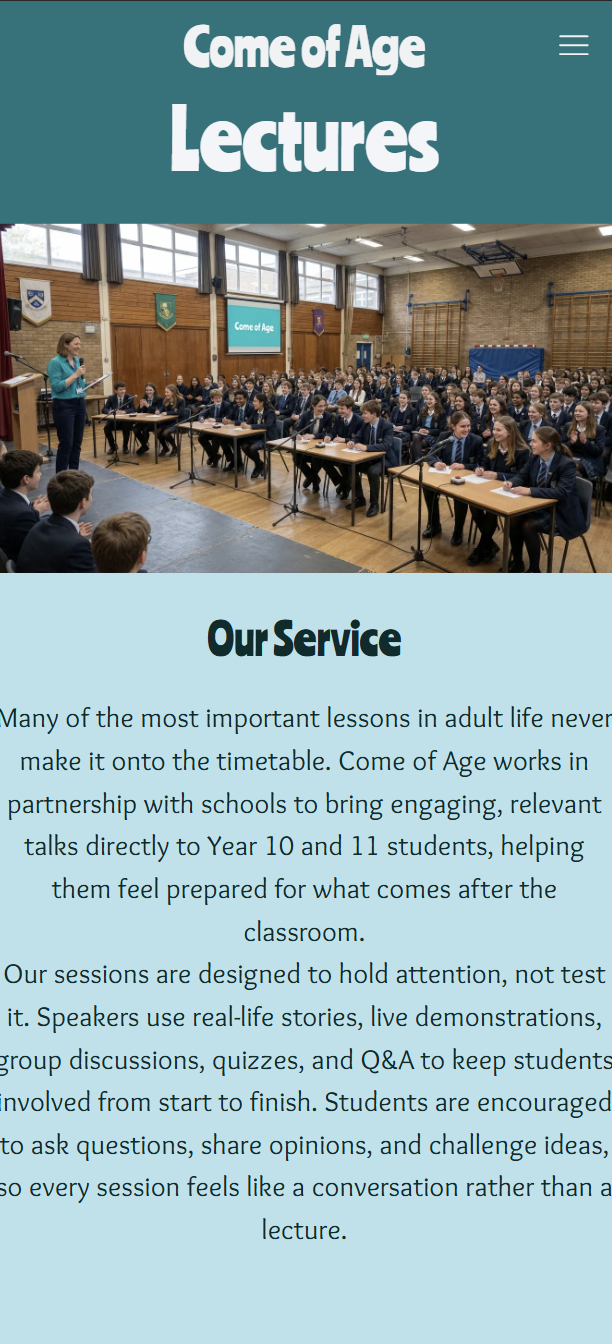 Come of Age
Lectures
Come of Age
Our Service
Many of the most important lessons in adult life never
make it onto the timetable. Come of Age works in
partnership with schools to bring engaging, relevant
talks directly to Year 10 and 11 students, helping
them feel prepared for what comes after the
classroom.
Our sessions are designed to hold attention, not test
it. Speakers use real-life stories, live demonstrations,
group discussions, quizzes, and Q&A to keep students
involved from start to finish. Students are encouraged
to ask questions, share opinions, and challenge ideas,
so every session feels like a conversation rather than a
lecture.